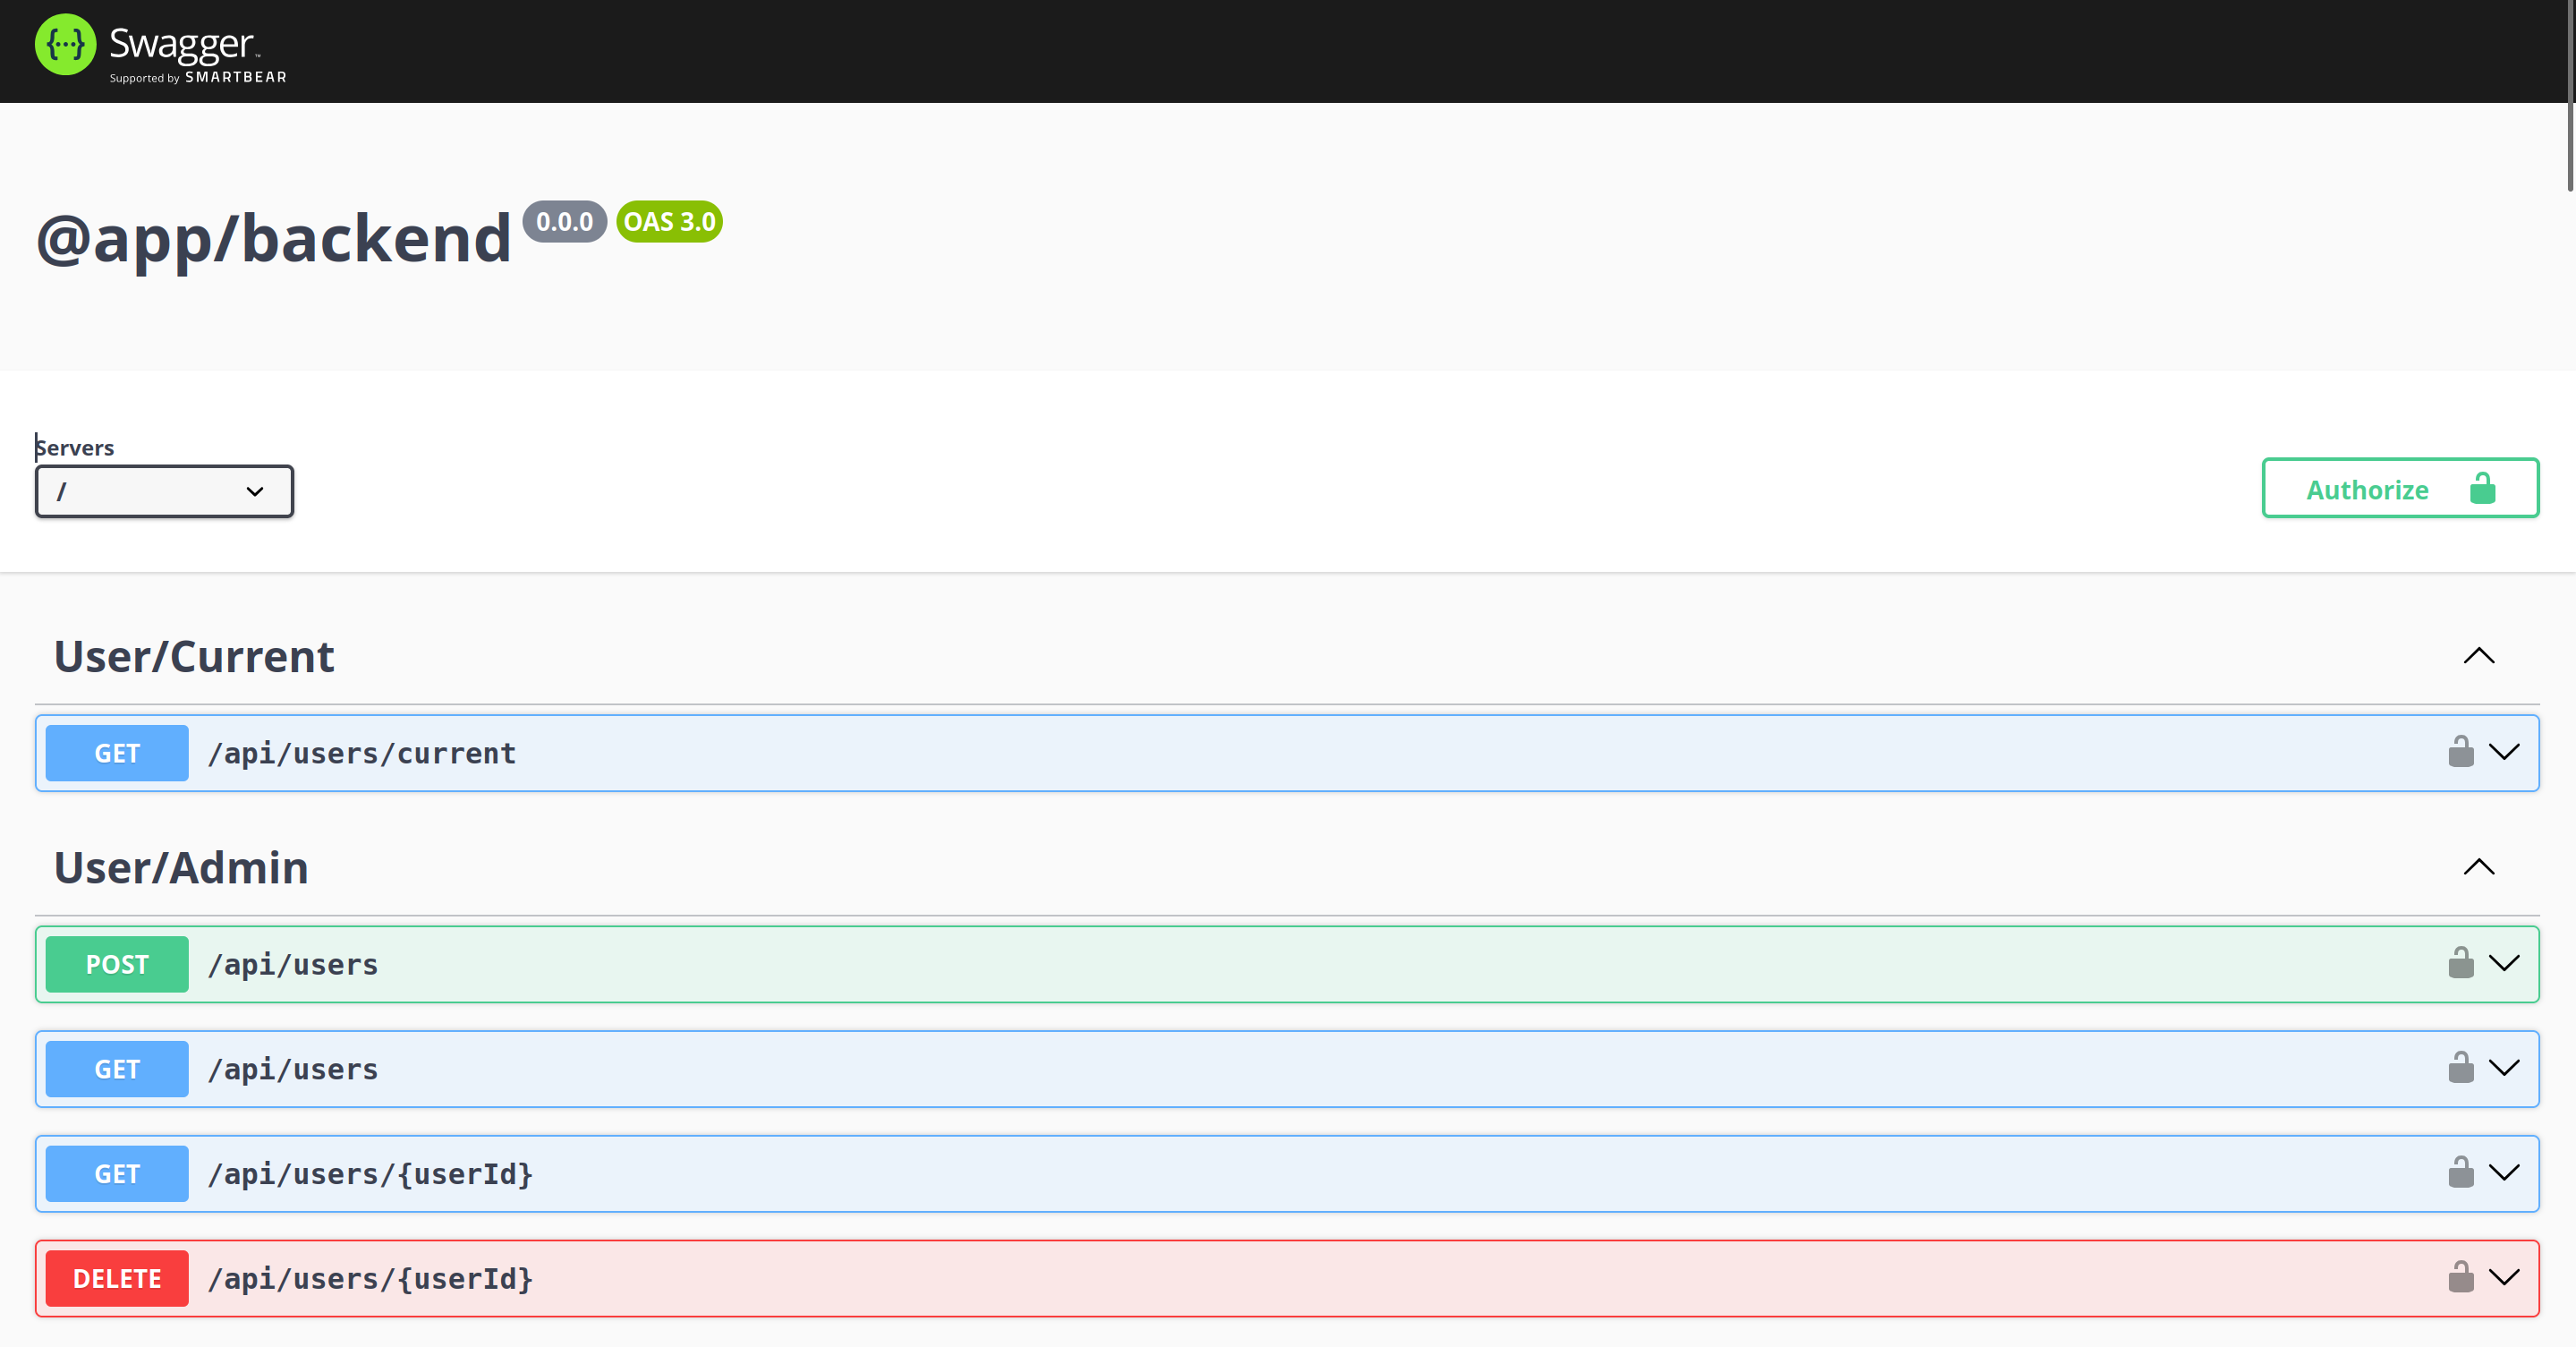 {...} Swagger™
Supported by SMARTBEAR
@app/backend 0.0.0 OAS 3.0
Servers
/
Authorize
User/Current
GET /api/users/current
User/Admin
POST /api/users
GET /api/users
GET /api/users/{userId}
DELETE /api/users/{userId}